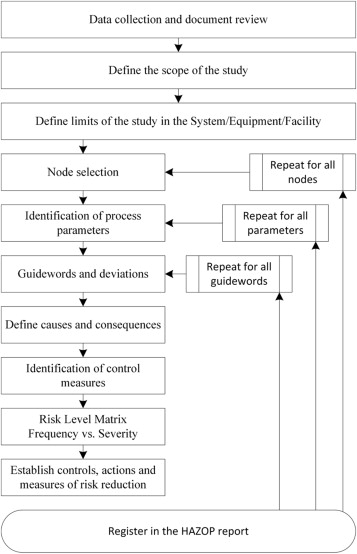 Data collection and document review
Define the scope of the study
Define limits of the study in the System/Equipment/Facility
Node selection
Repeat for all
nodes
Identification of process
parameters
Repeat for all
parameters
Guidewords and deviations
Repeat for all
guidewords
Define causes and consequences
Identification of control
measures
Risk Level Matrix
Frequency vs. Severity
Establish controls, actions and
measures of risk reduction
Register in the HAZOP report